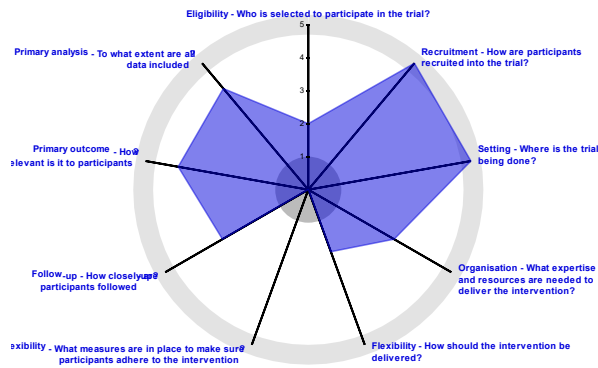 Eligibility - Who is selected to participate in the trial?
5
4
3
2
1
Recruitment - How are participants
recruited into the trial?
Setting - Where is the trial
being done?
Organisation - What expertise
and resources are needed to
deliver the intervention?
Flexibility - How should the intervention be
delivered?
exibility - What measures are in place to make sure
participants adhere to the intervention
Follow-up - How closely are
participants followed up?
Primary outcome - How
elevant is it to participants
Primary analysis - To what extent are all
data included?